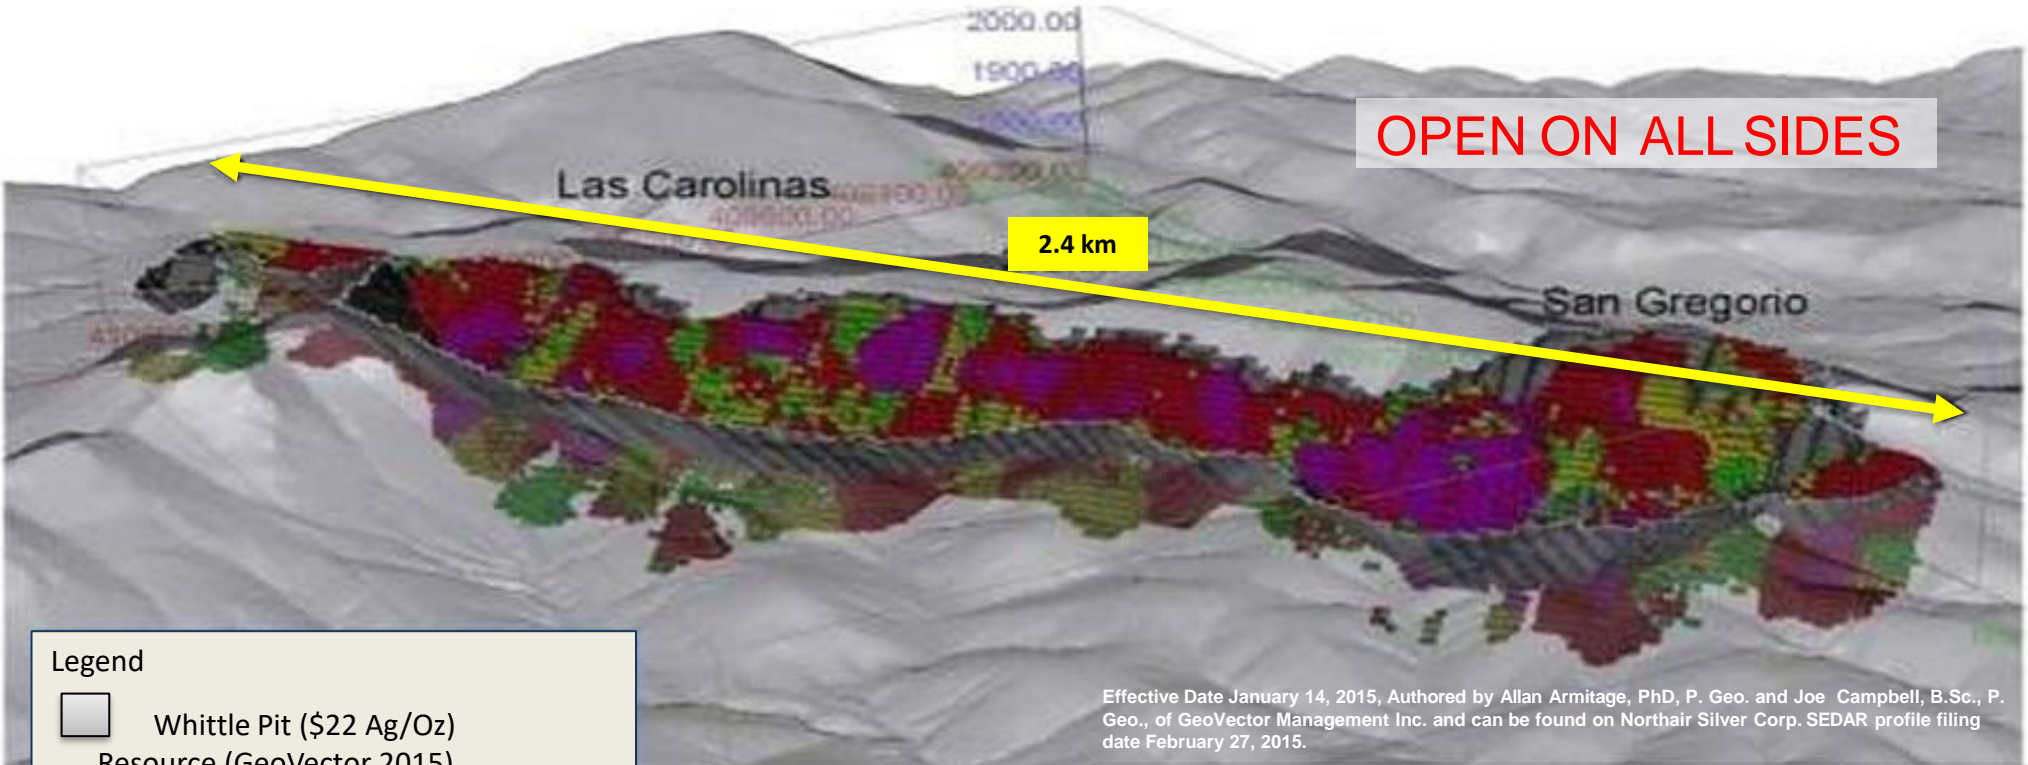 2000.00
1900.00
OPEN ON ALL SIDES
Las Carolinas
2.4 km
San Gregorio
Legend
Whittle Pit ($22 Ag/Oz)
Resource (GeoVector 2015)
Effective Date January 14, 2015, Authored by Allan Armitage, PhD, P. Geo. and Joe Campbell, B.Sc., P.
Geo., of GeoVector Management Inc. and can be found on Northair Silver Corp. SEDAR profile filing
date February 27, 2015.